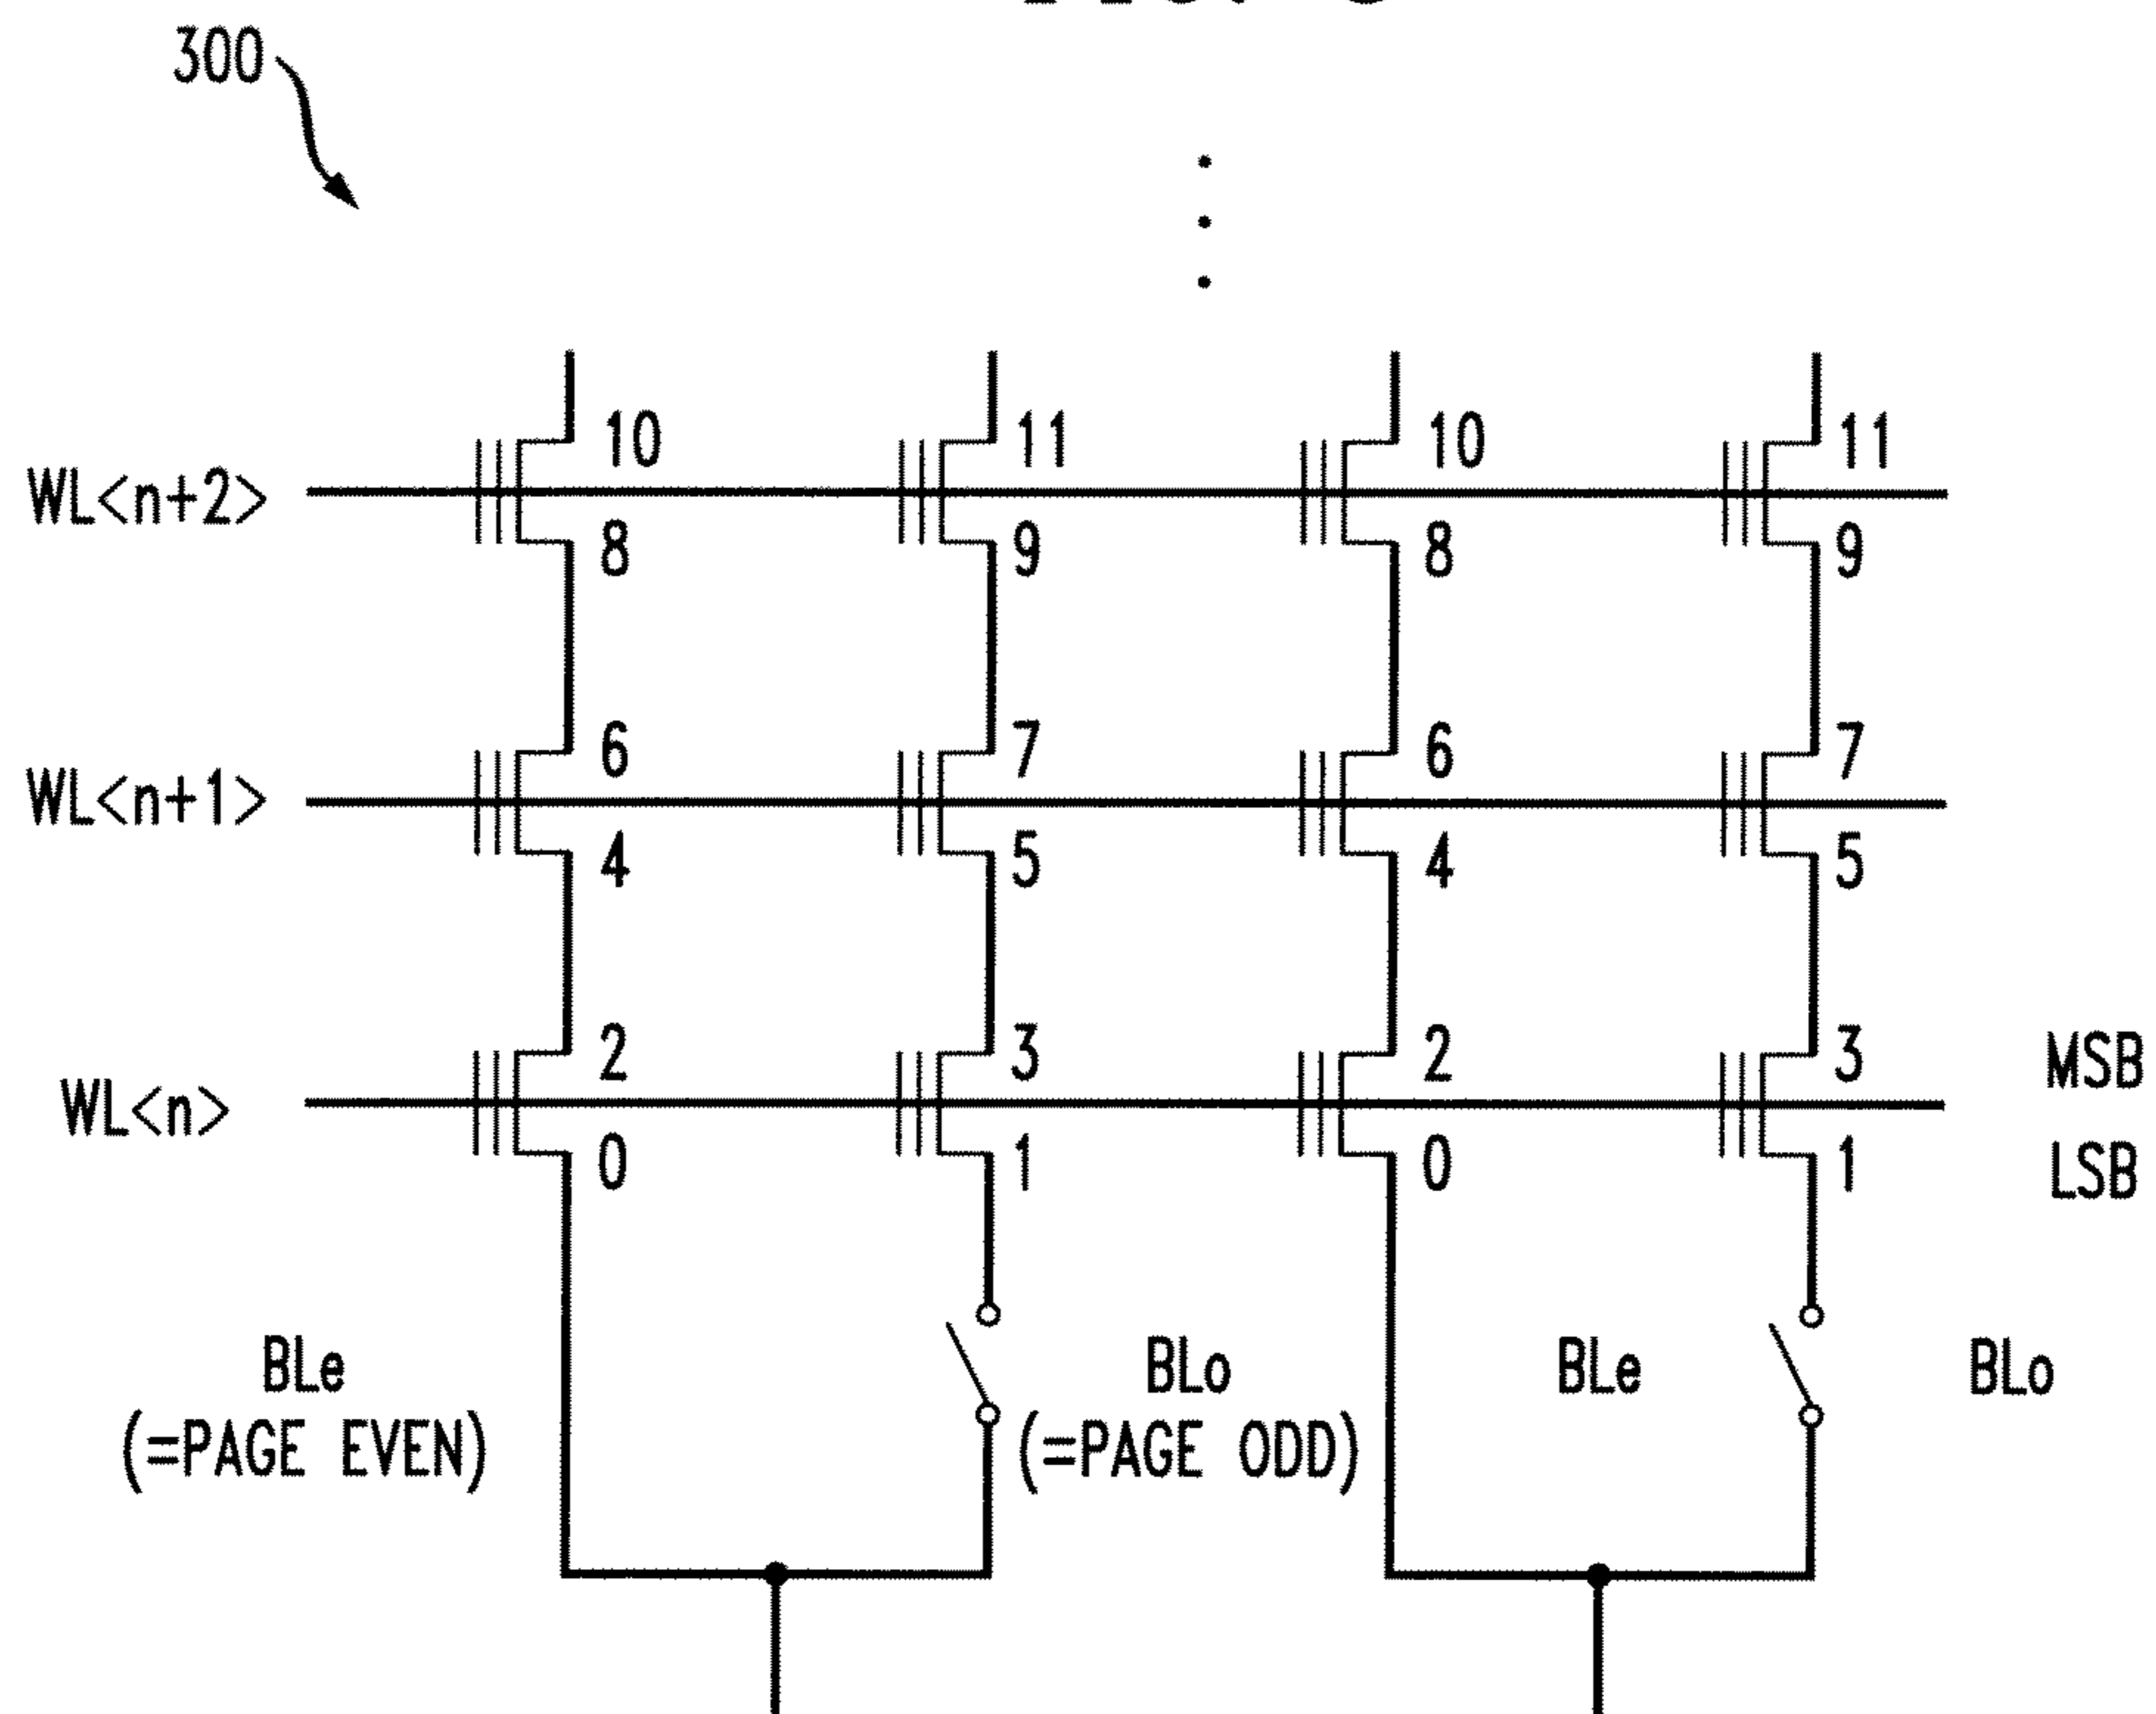 300
10 11 10 11
WL<n+2>
8 9 8 9
6 7 6 7
WL<n+1>
4 5 4 5
2 3 2 3 MSB
WL<n>
0 1 0 1 LSB
BLe BLo BLe BLo
(=PAGE EVEN) (=PAGE ODD)